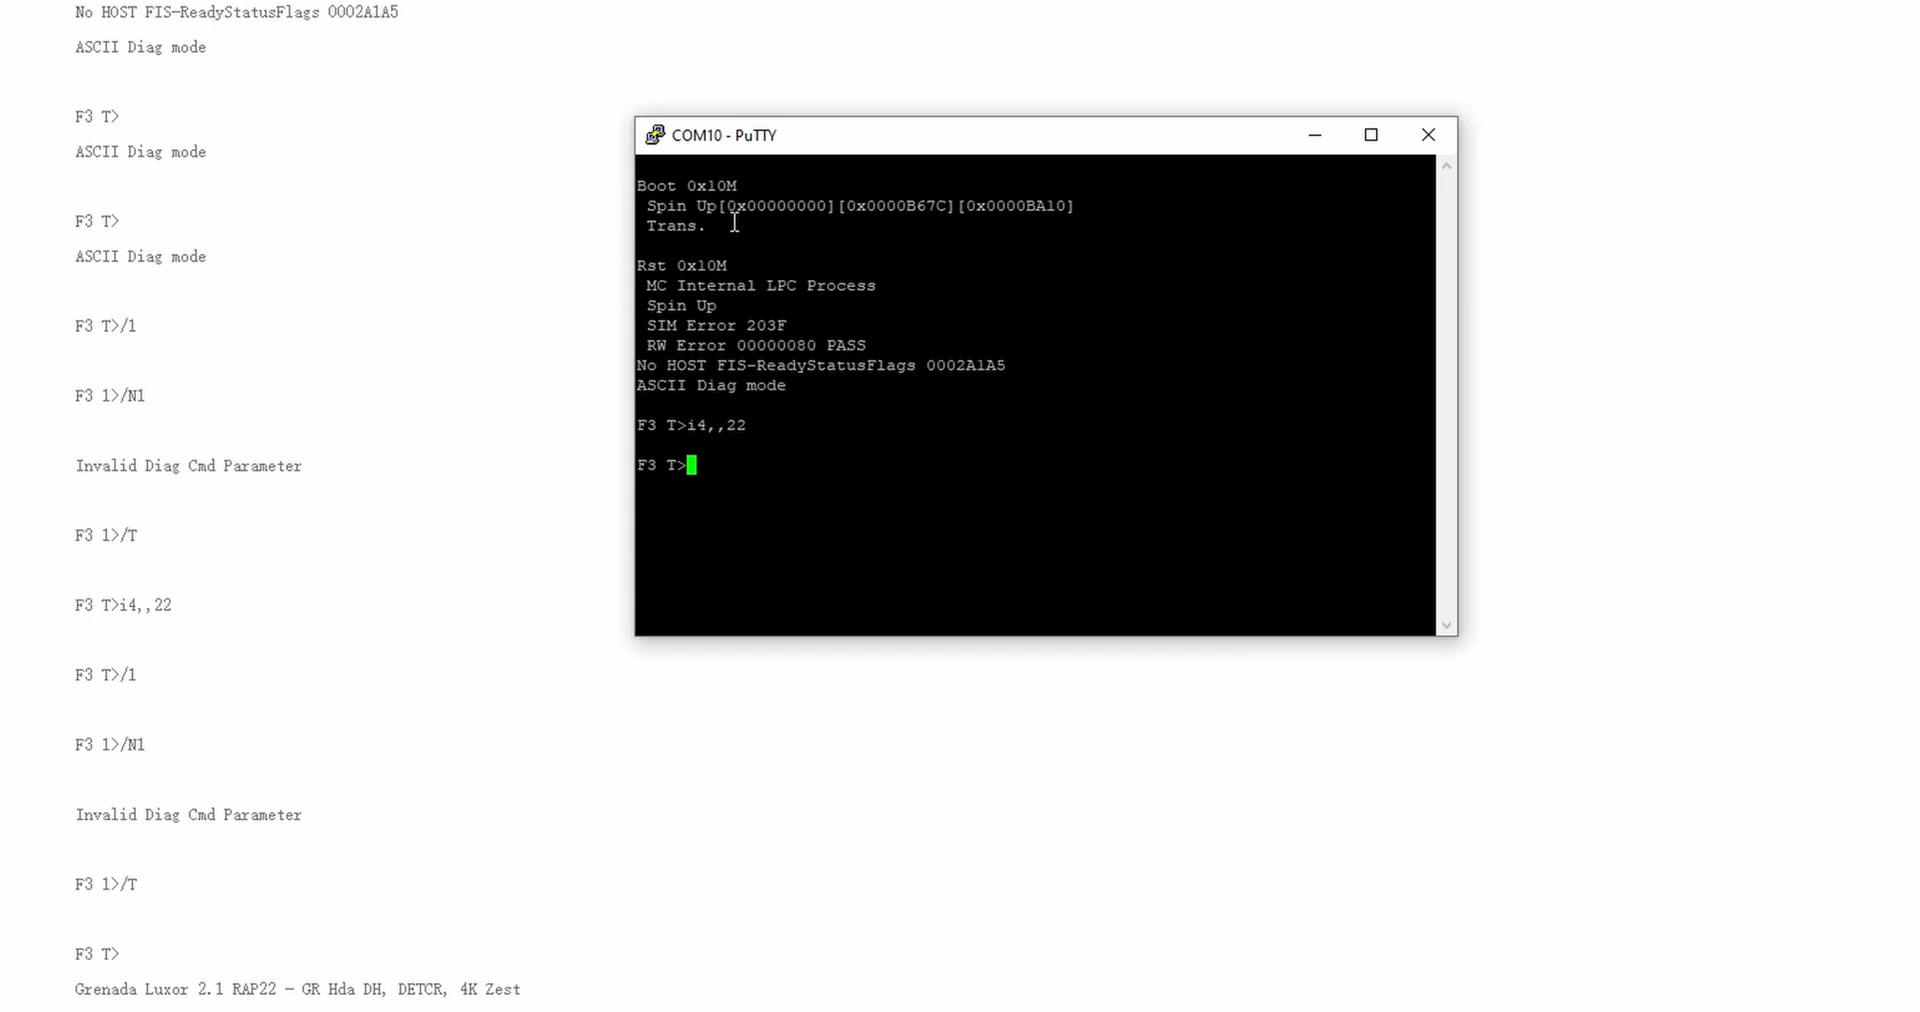 No HOST FIS-ReadyStatusFlags 0002A1A5
ASCII Diag mode
F3 T>
ASCII Diag mode
F3 T>
ASCII Diag mode
F3 T>/1
F3 1>/N1
Invalid Diag Cmd Parameter
F3 1>/T
F3 T>i4,,22
F3 T>/1
F3 1>/N1
Invalid Diag Cmd Parameter
F3 1>/T
F3 T>
Grenada Luxor 2.1 RAP22 - GR Hda DH, DETCR, 4K Zest
COM10 - PuTTY
Boot 0x10M
Spin Up[0x00000000][0x0000B67C][0x0000BA10]
Trans.
Rst 0x10M
MC Internal LPC Process
Spin Up
SIM Error 203F
RW Error 00000080 PASS
No HOST FIS-ReadyStatusFlags 0002A1A5
ASCII Diag mode
F3 T>i4,,22
F3 T>